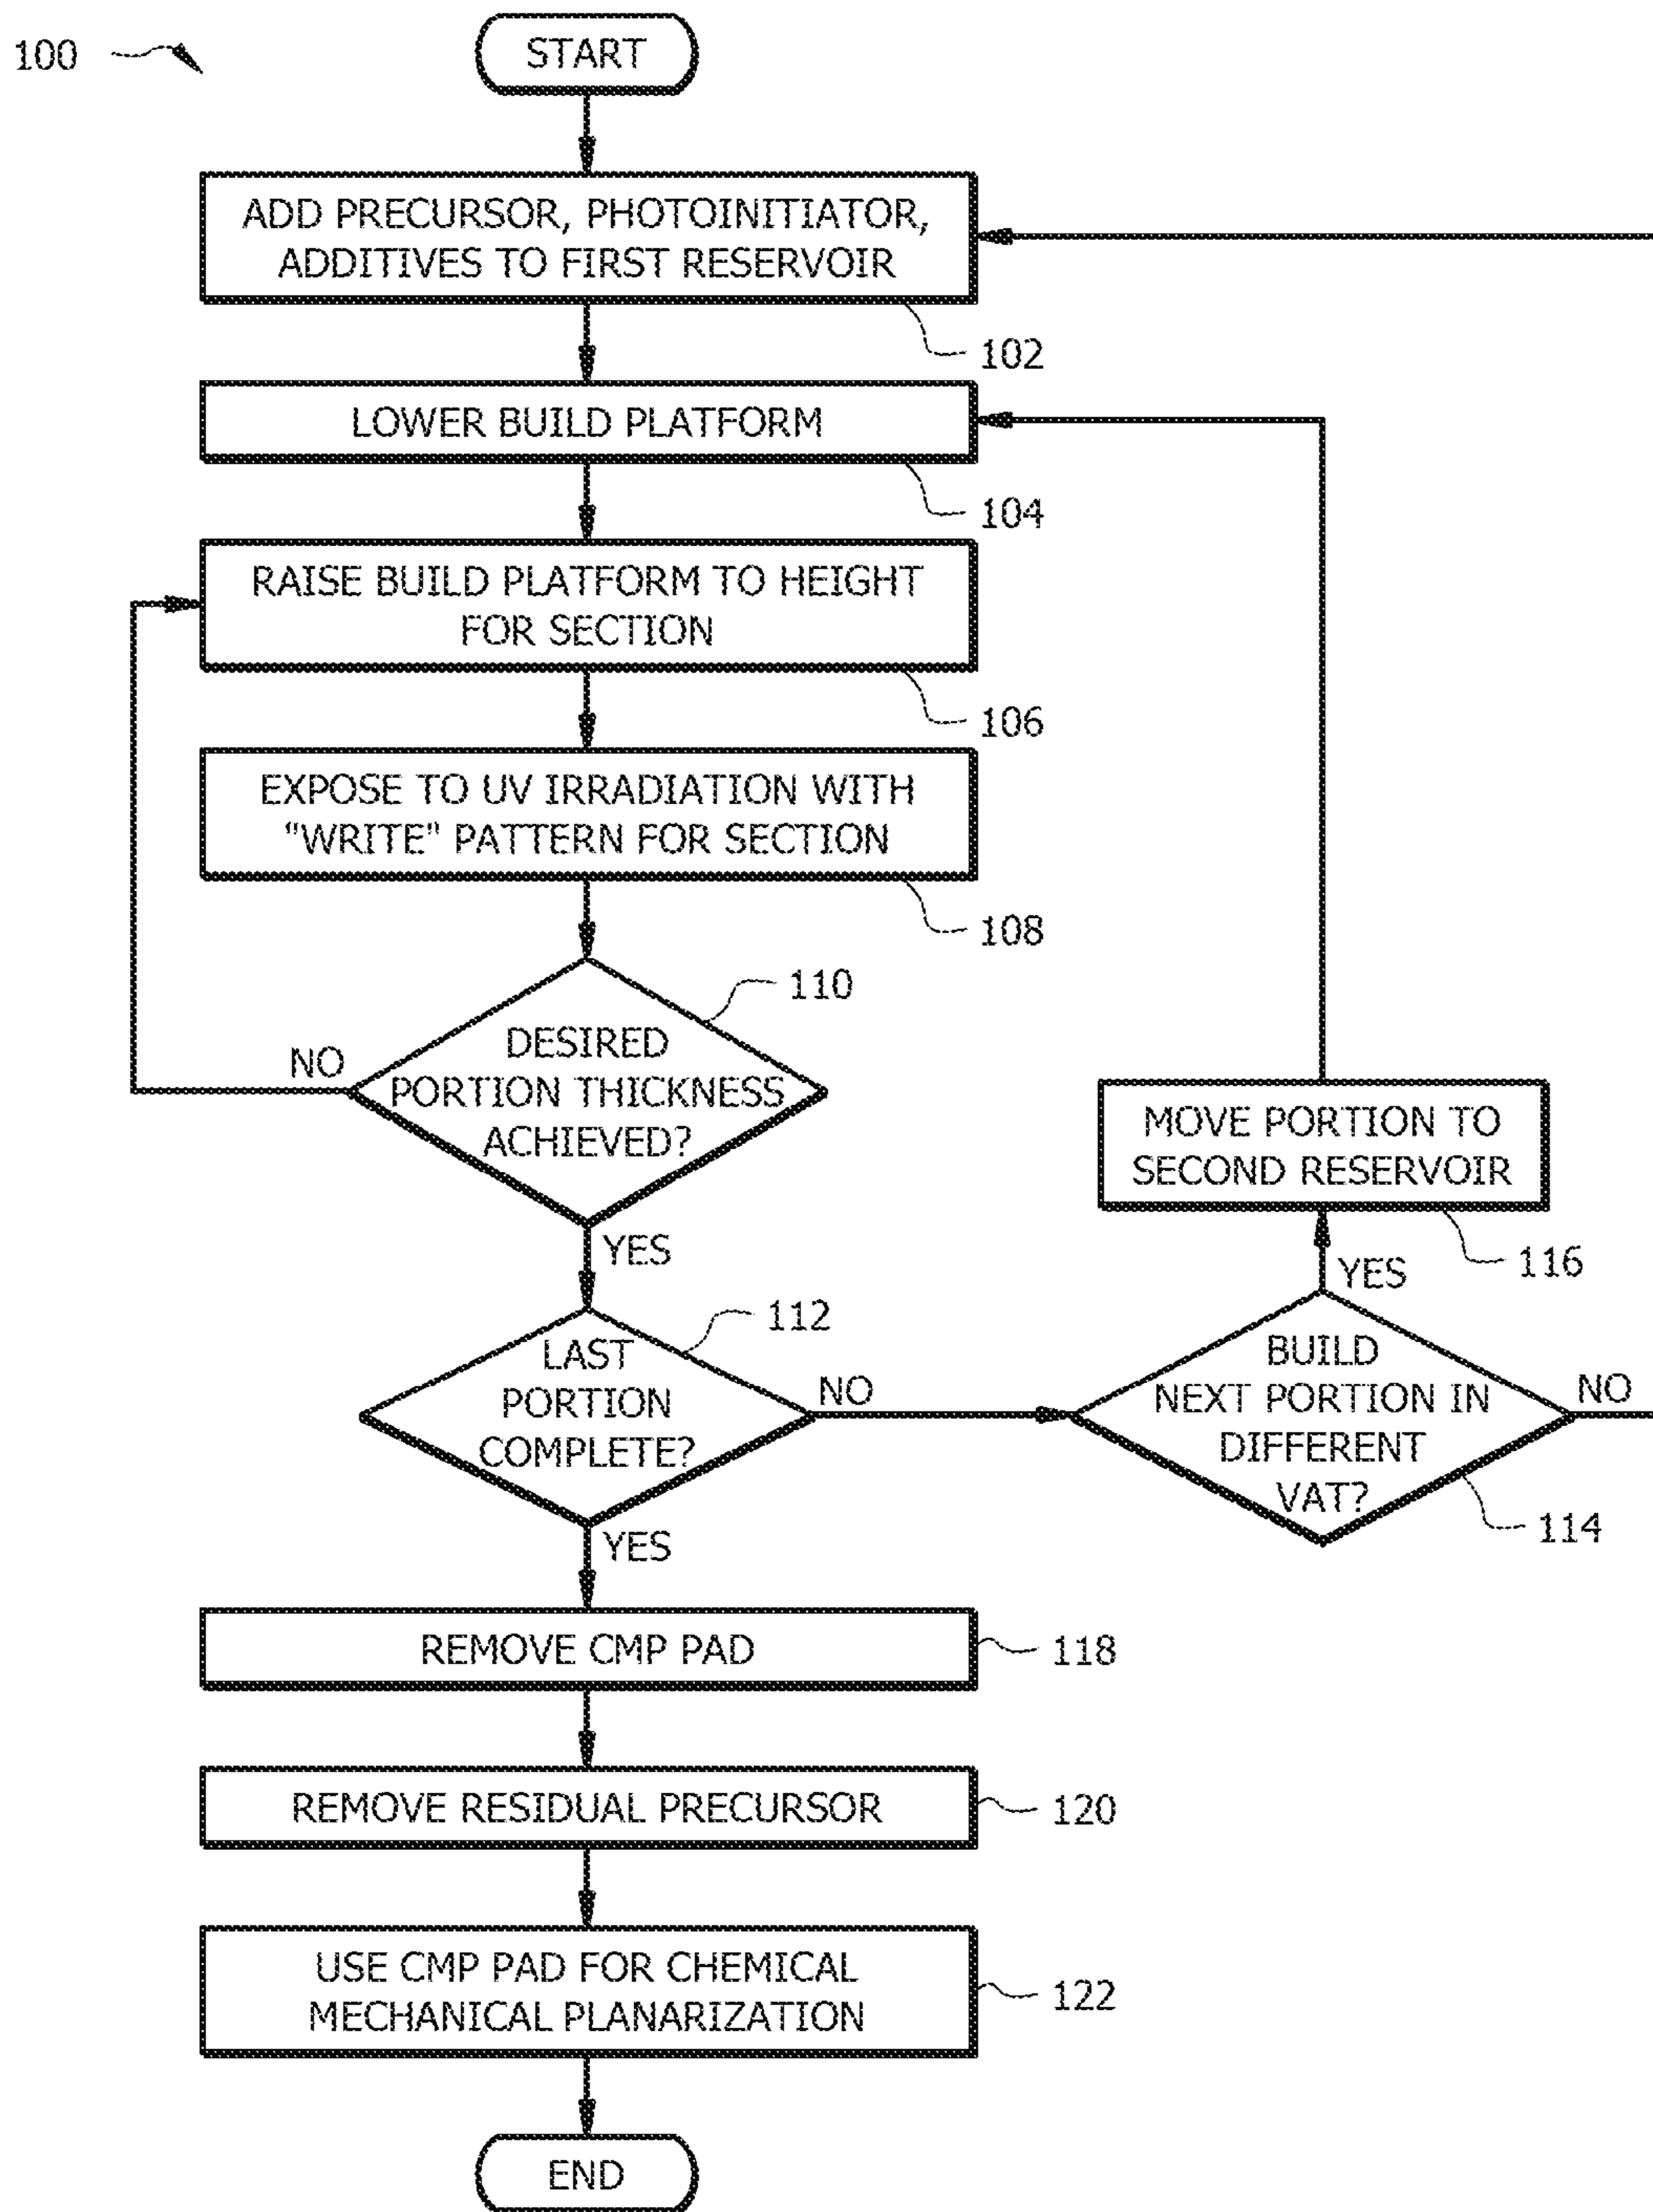 100
START
ADD PRECURSOR, PHOTOINITIATOR,
ADDITIVES TO FIRST RESERVOIR
102
LOWER BUILD PLATFORM
104
RAISE BUILD PLATFORM TO HEIGHT
FOR SECTION
106
EXPOSE TO UV IRRADIATION WITH
"WRITE" PATTERN FOR SECTION
108
110
DESIRED
PORTION THICKNESS
ACHIEVED?
NO
YES
112
LAST
PORTION
COMPLETE?
NO
YES
MOVE PORTION TO
SECOND RESERVOIR
116
YES
BUILD
NEXT PORTION IN
DIFFERENT
VAT?
NO
114
REMOVE CMP PAD
118
REMOVE RESIDUAL PRECURSOR
120
USE CMP PAD FOR CHEMICAL
MECHANICAL PLANARIZATION
122
END